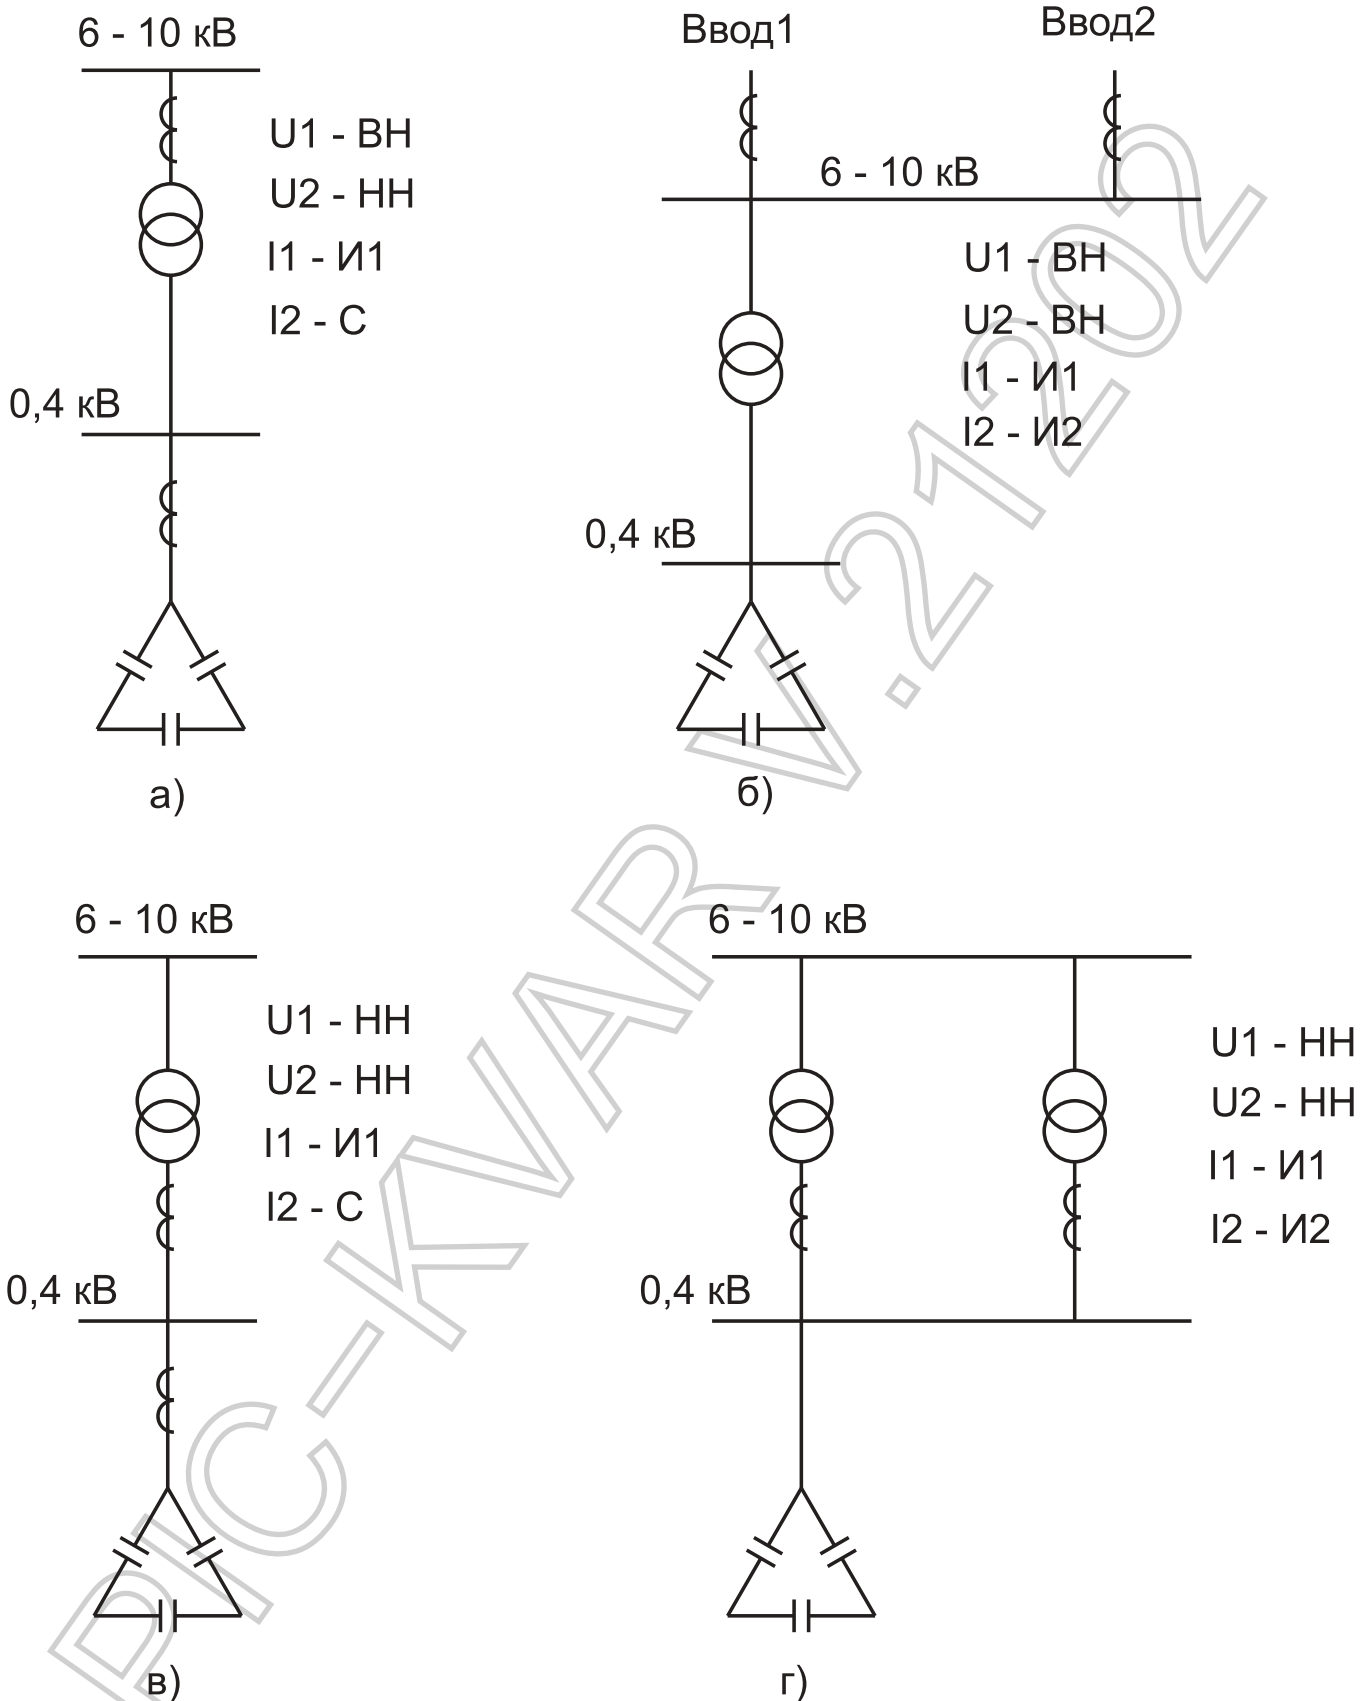 6 - 10 кВ
U1 - ВН
U2 - НН
I1 - И1
I2 - С
0,4 кВ
а)
Ввод1
Ввод2
6 - 10 кВ
U1 - ВН
U2 - ВН
I1 - И1
I2 - И2
0,4 кВ
б)
6 - 10 кВ
U1 - НН
U2 - НН
I1 - И1
I2 - С
0,4 кВ
в)
6 - 10 кВ
U1 - НН
U2 - НН
I1 - И1
I2 - И2
0,4 кВ
г)
PIC-KVAR V.21202